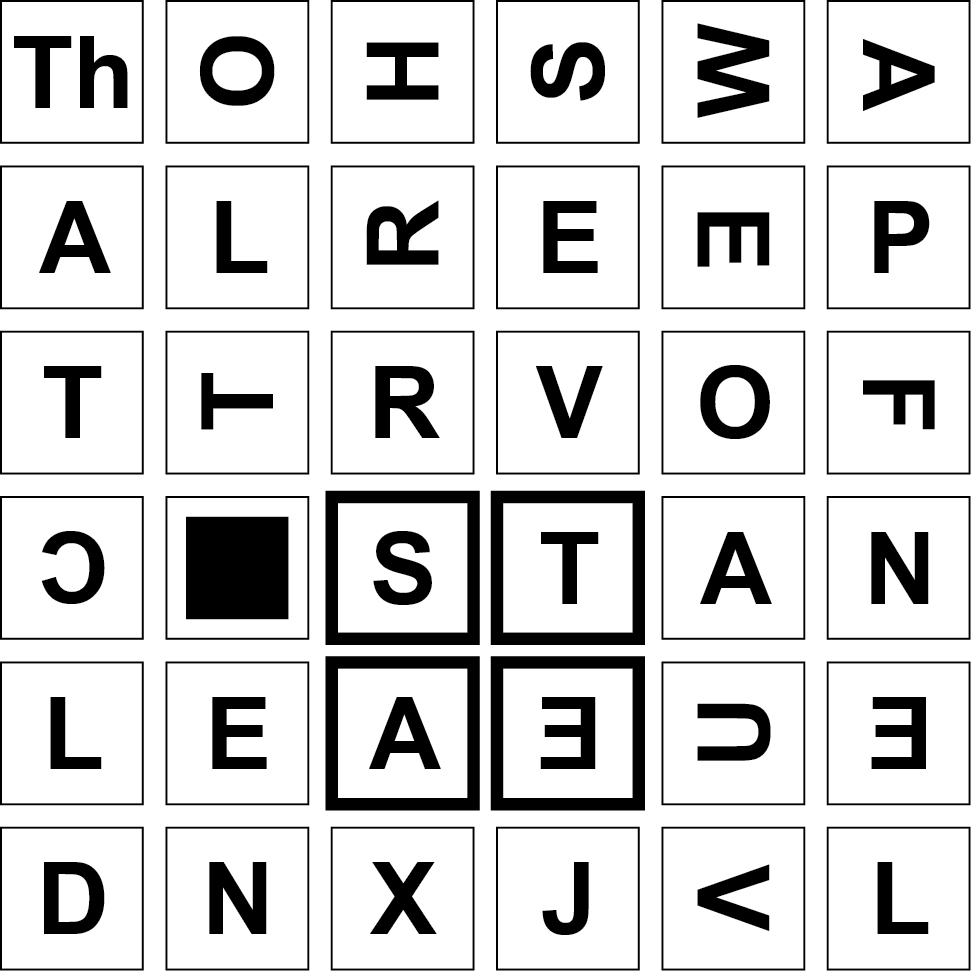 Th O H S W A
A L R E E P
T T R V O F
C ■ S T A N
L E A E U E
D N X J V L